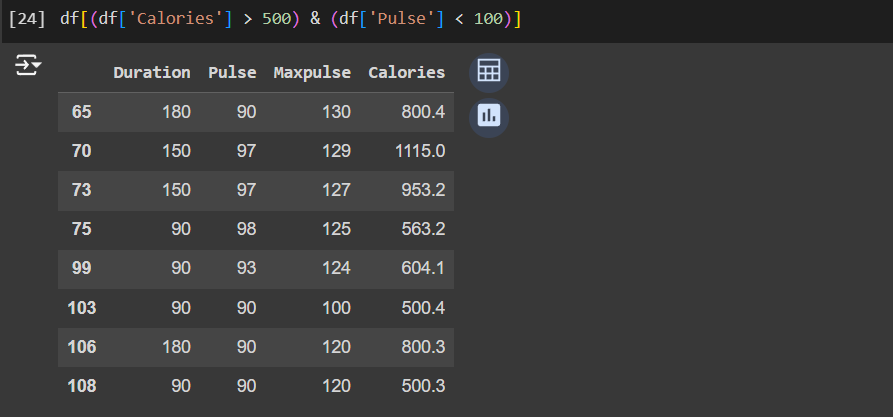 [24] df[(df['Calories'] > 500) & (df['Pulse'] < 100)]
Duration Pulse Maxpulse Calories
65 180 90 130 800.4
70 150 97 129 1115.0
73 150 97 127 953.2
75 90 98 125 563.2
99 90 93 124 604.1
103 90 90 100 500.4
106 180 90 120 800.3
108 90 90 120 500.3